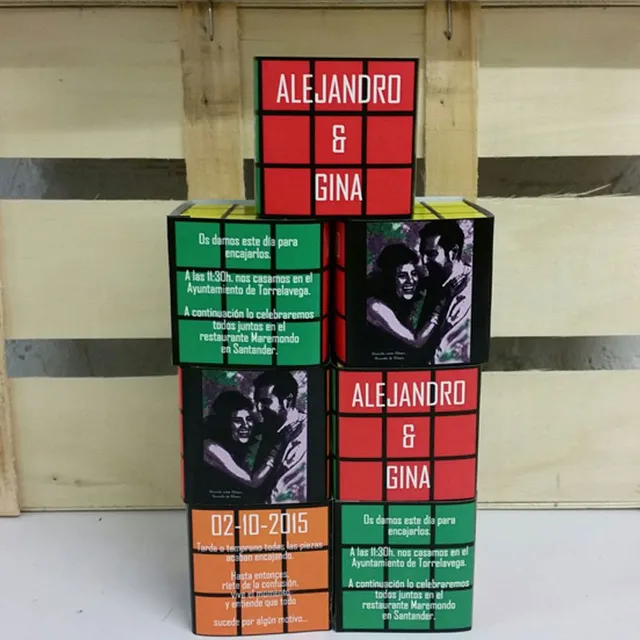 ALEJANDRO
&
GINA
Os damos este día para
encajarlos.
A las 11:30h. nos casamos en el
Ayuntamiento de Torrelavega.
A continuación lo celebraremos
todos juntos en el
restaurante Maremondo
en Santander.
ALEJANDRO
&
GINA
02-10-2015
Tarde o temprano todas las piezas
acaban encajando.
Hasta entonces,
ríete de la confusión,
vive el momento
y entiende que todo
sucede por algún motivo...
Os damos este día para
encajarlos.
A las 11:30h. nos casamos en el
Ayuntamiento de Torrelavega.
A continuación lo celebraremos
todos juntos en el
restaurante Maremondo
en Santander.